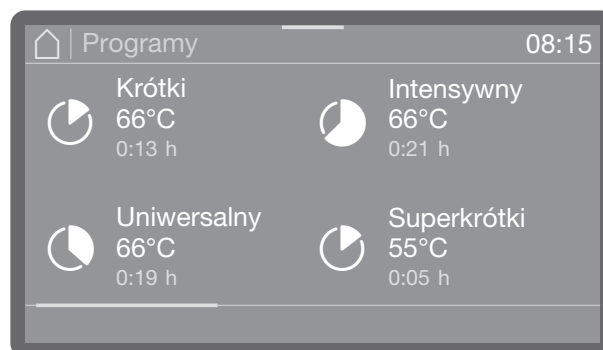 Programy 08:15
Krótki
66°C
0:13 h
Intensywny
66°C
0:21 h
Uniwersalny
66°C
0:19 h
Superkrótki
55°C
0:05 h